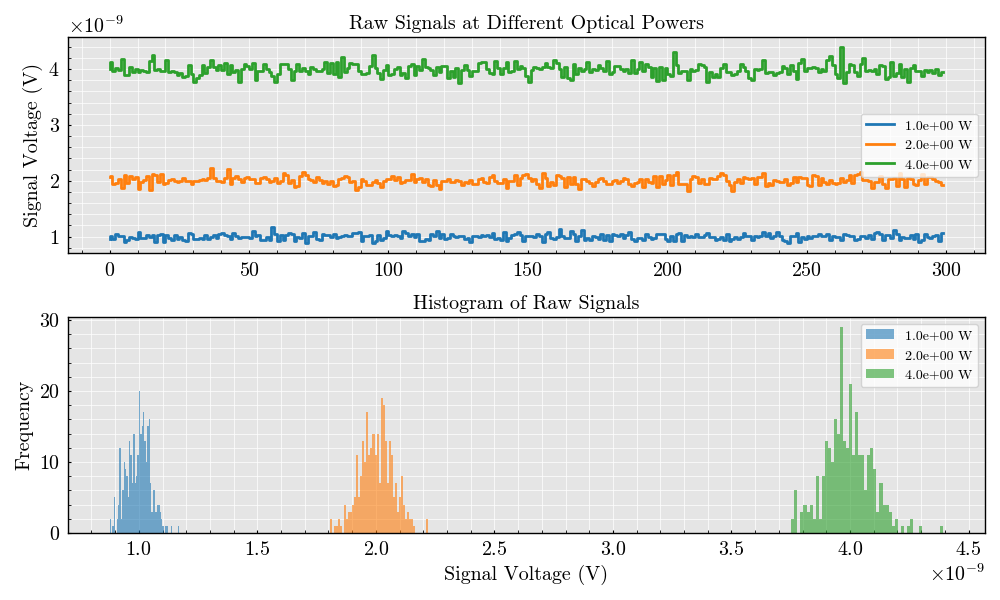 Raw Signals at Different Optical Powers
×10⁻⁹
Signal Voltage (V)
4
3
2
1
0 50 100 150 200 250 300
1.0e+00 W
2.0e+00 W
4.0e+00 W
Histogram of Raw Signals
Frequency
30
20
10
0
1.0 1.5 2.0 2.5 3.0 3.5 4.0 4.5
1.0e+00 W
2.0e+00 W
4.0e+00 W
Signal Voltage (V)
×10⁻⁹